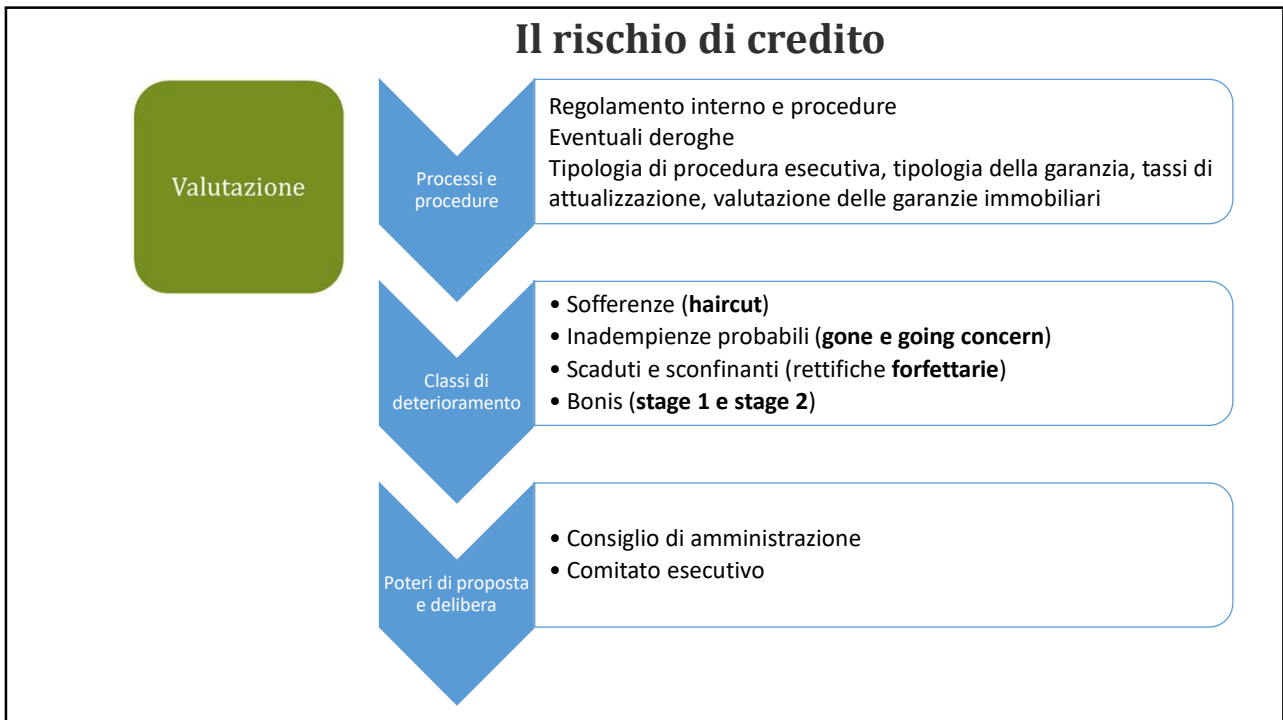 Il rischio di credito
Valutazione
Processi e
procedure
Regolamento interno e procedure
Eventuali deroghe
Tipologia di procedura esecutiva, tipologia della garanzia, tassi di
attualizzazione, valutazione delle garanzie immobiliari
Classi di
deterioramento
• Sofferenze (haircut)
• Inadempienze probabili (gone e going concern)
• Scaduti e sconfinanti (rettifiche forfettarie)
• Bonis (stage 1 e stage 2)
Poteri di proposta
e delibera
• Consiglio di amministrazione
• Comitato esecutivo